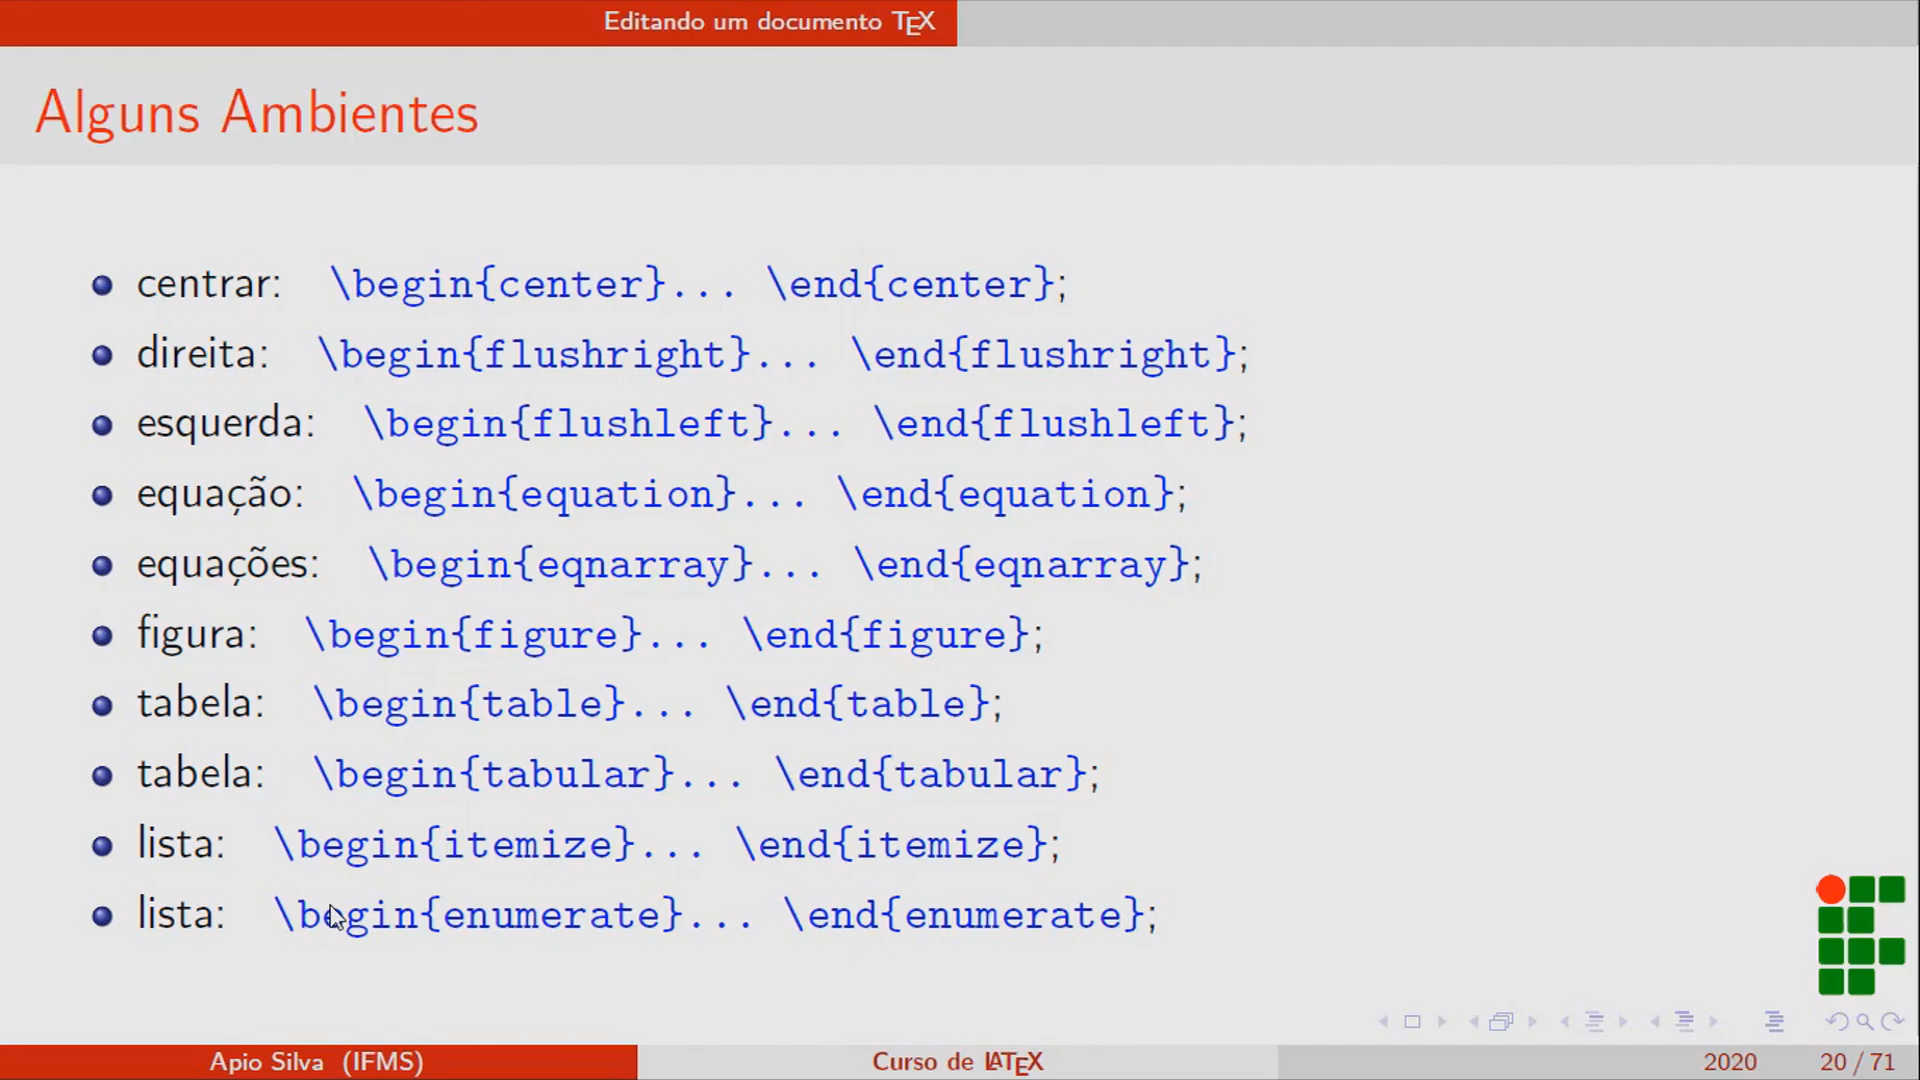 Editando um documento TEX
Alguns Ambientes
centrar: \begin{center}... \end{center};
direita: \begin{flushright}... \end{flushright};
esquerda: \begin{flushleft}... \end{flushleft};
equação: \begin{equation}... \end{equation};
equações: \begin{eqnarray}... \end{eqnarray};
figura: \begin{figure}... \end{figure};
tabela: \begin{table}... \end{table};
tabela: \begin{tabular}... \end{tabular};
lista: \begin{itemize}... \end{itemize};
lista: \begin{enumerate}... \end{enumerate};
Apio Silva (IFMS) Curso de LATEX 2020 20 / 71